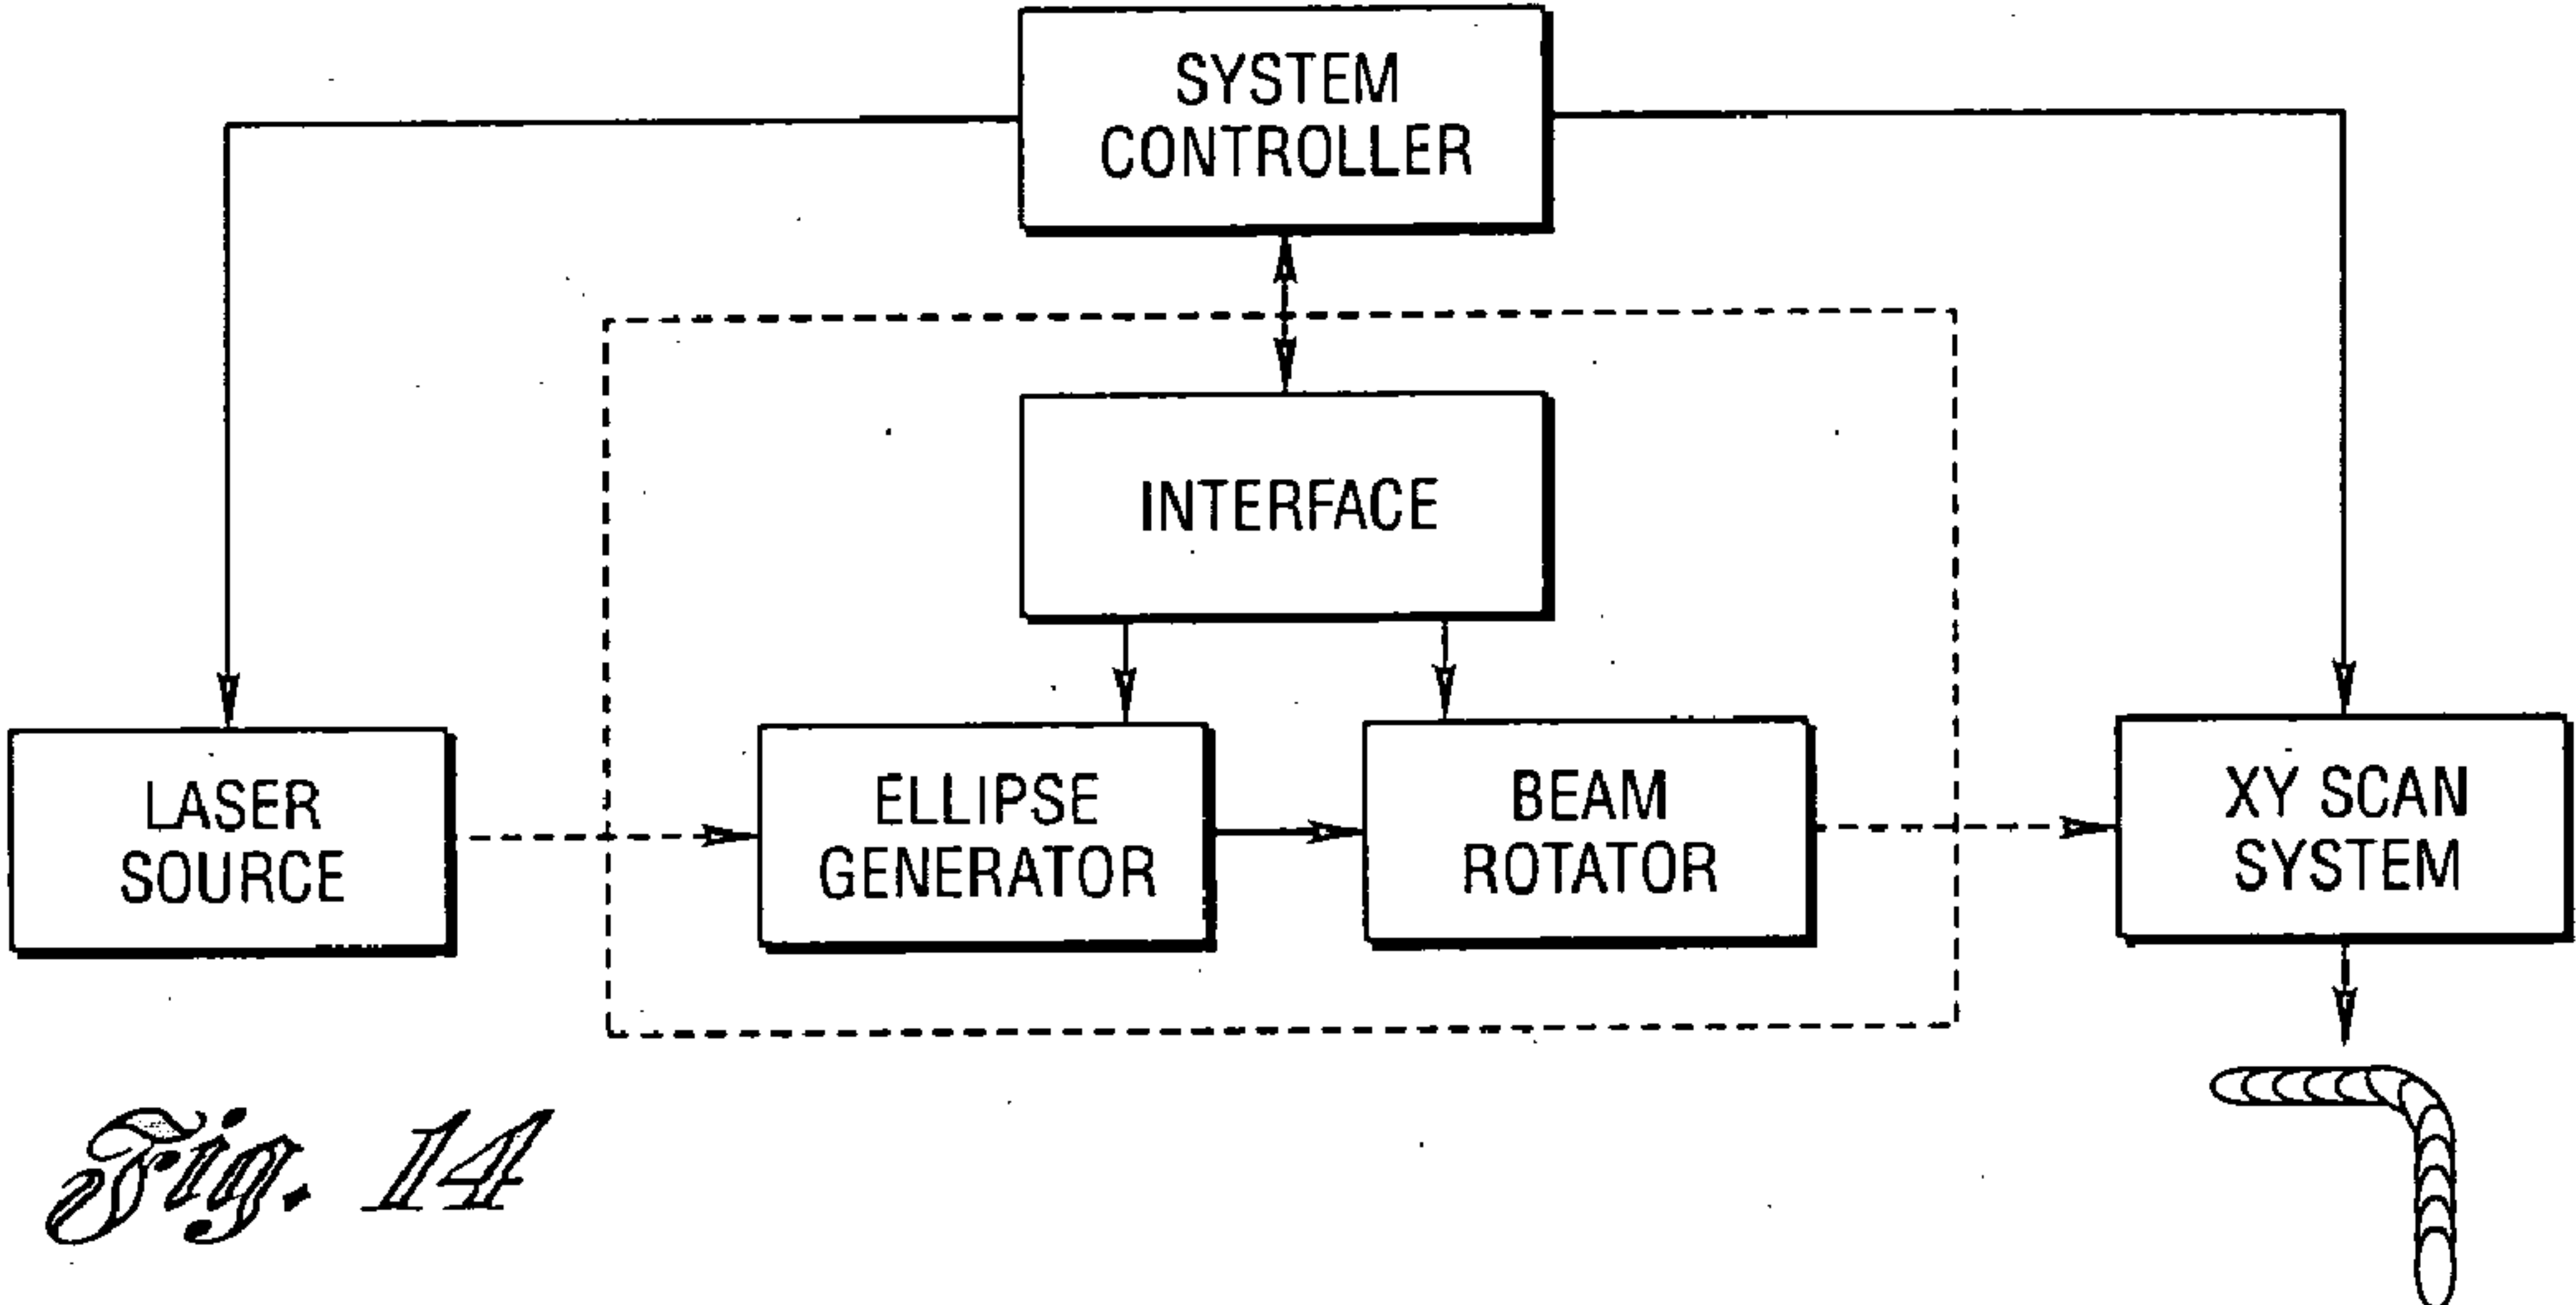 SYSTEM
CONTROLLER
INTERFACE
LASER
SOURCE
ELLIPSE
GENERATOR
BEAM
ROTATOR
XY SCAN
SYSTEM
Fig. 14